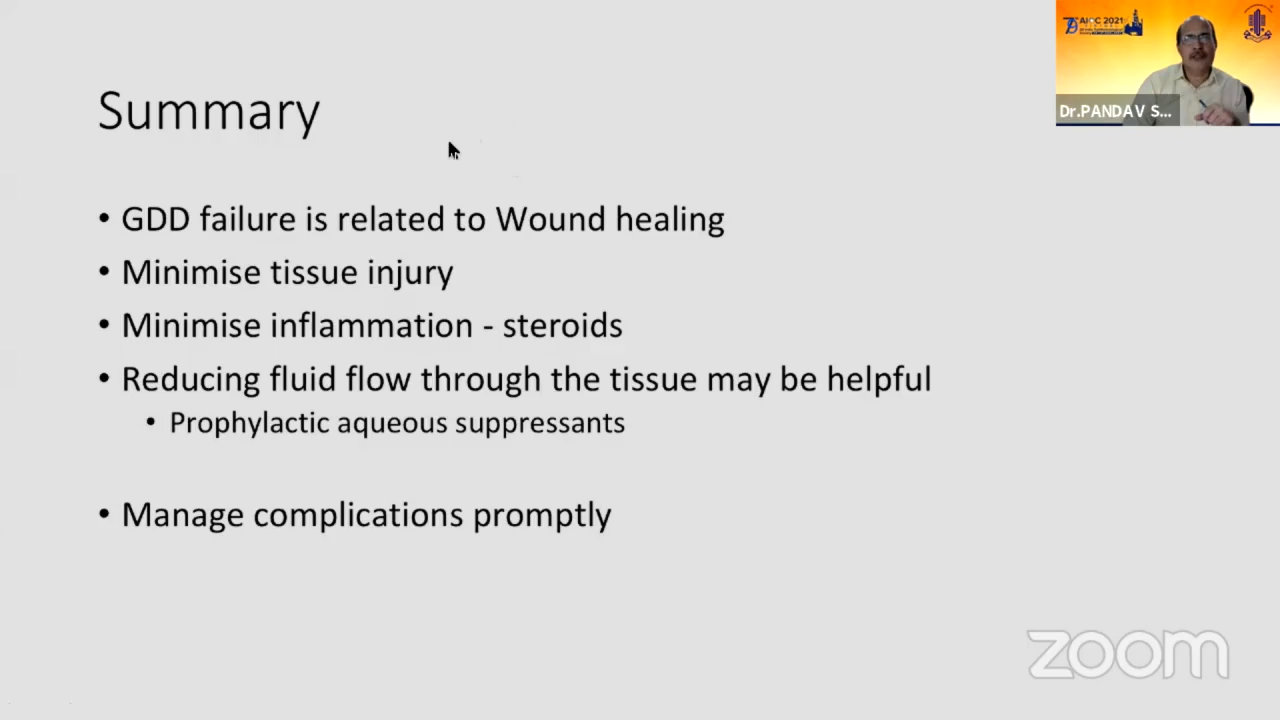 AIOC 2021
Dr.PANDAV S...
Summary
• GDD failure is related to Wound healing
• Minimise tissue injury
• Minimise inflammation - steroids
• Reducing fluid flow through the tissue may be helpful
• Prophylactic aqueous suppressants
• Manage complications promptly
zoom